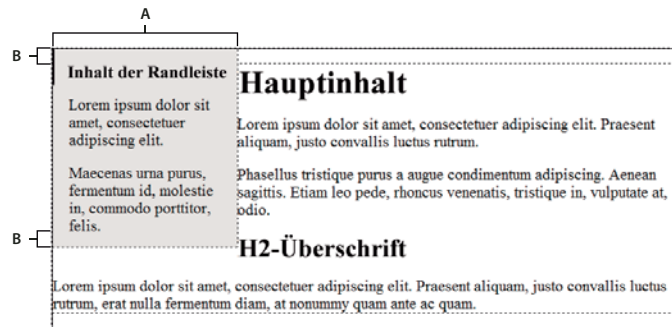 A
B
Inhalt der Randleiste
Lorem ipsum dolor sit
amet, consectetuer
adipiscing elit.
Maecenas urna purus,
fermentum id, molestie
in, commodo porttitor,
felis.
B
Hauptinhalt
Lorem ipsum dolor sit amet, consectetuer adipiscing elit. Praesent
aliquam, justo convallis luctus rutrum.
Phasellus tristique purus a augue condimentum adipiscing. Aenean
sagittis. Etiam leo pede, rhoncus venenatis, tristique in, vulputate at,
odio.
H2-Überschrift
Lorem ipsum dolor sit amet, consectetuer adipiscing elit. Praesent aliquam, justo convallis luctus
rutrum, erat nulla fermentum diam, at nonummy quam ante ac quam.